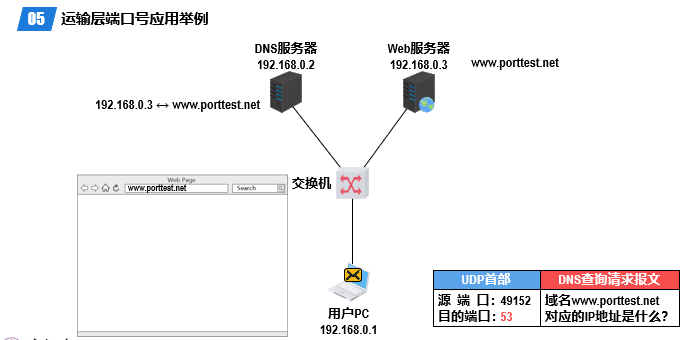 05 运输层端口号应用举例
DNS服务器
192.168.0.2
Web服务器
192.168.0.3
www.porttest.net
192.168.0.3 ↔ www.porttest.net
交换机
Web Page
www.porttest.net
Search
用户PC
192.168.0.1
UDP首部
DNS查询请求报文
源 端 口: 49152
目的端口: 53
域名www.porttest.net
对应的IP地址是什么?